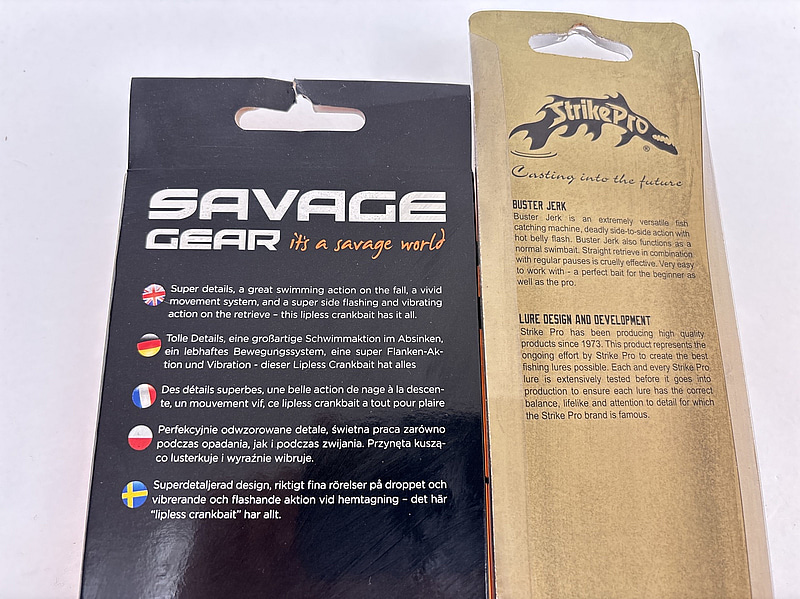 SAVAGE
GEAR it's a savage world
Super details, a great swimming action on the fall, a vivid
movement system, and a super side flashing and vibrating
action on the retrieve – this lipless crankbait has it all.
Tolle Details, eine großartige Schwimmaktion im Absinken,
ein lebhaftes Bewegungssystem, eine super Flanken-Ak-
tion und Vibration - dieser Lipless Crankbait hat alles
Des détails superbes, une belle action de nage à la descen-
te, un mouvement vif, ce lipless crankbait a tout pour plaire
Perfekcyjnie odwzorowane detale, świetna praca zarówno
podczas opadania, jak i podczas zwijania. Przynęta kuszą-
co lusterkuje i wyraźnie wibruje.
Superdetaljerad design, riktigt fina rörelser på droppet och
vibrerande och flashande aktion vid hemtagning – det här
"lipless crankbait" har allt.
StrikePro
®
Casting into the future
BUSTER JERK
Buster Jerk is an extremely versatile fish
catching machine, deadly side-to-side action with
hot belly flash. Buster Jerk also functions as a
normal swimbait. Straight retrieve in combination
with regular pauses is cruelly effective. Very easy
to work with - a perfect bait for the beginner as
well as the pro.
LURE DESIGN AND DEVELOPMENT
Strike Pro has been producing high quality
products since 1973. This product represents the
ongoing effort by Strike Pro to create the best
fishing lures possible. Each and every Strike Pro
lure is extensively tested before it goes into
production to ensure each lure has the correct
balance, lifelike and attention to detail for which
the Strike Pro brand is famous.